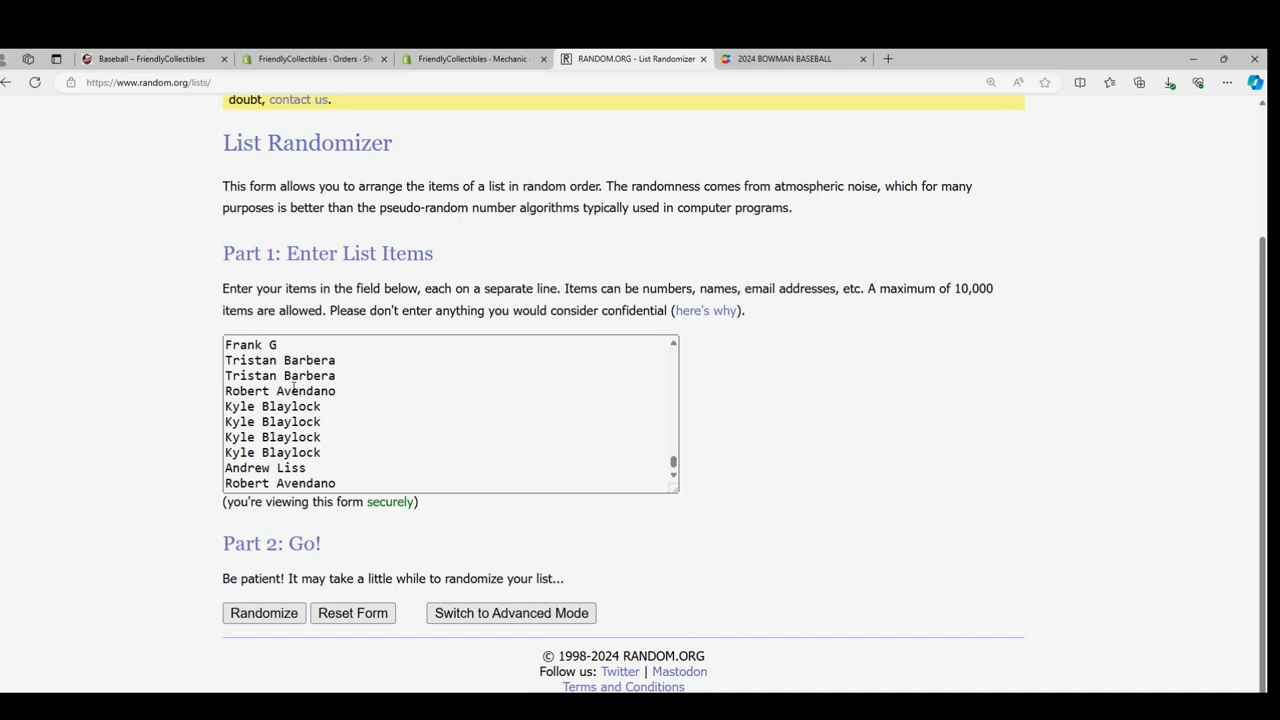 Baseball – FriendlyCollectibles
FriendlyCollectibles · Orders · Sho
FriendlyCollectibles · Mechanic ·
RANDOM.ORG - List Randomizer
2024 BOWMAN BASEBALL
https://www.random.org/lists/
doubt, contact us.
List Randomizer
This form allows you to arrange the items of a list in random order. The randomness comes from atmospheric noise, which for many
purposes is better than the pseudo-random number algorithms typically used in computer programs.
Part 1: Enter List Items
Enter your items in the field below, each on a separate line. Items can be numbers, names, email addresses, etc. A maximum of 10,000
items are allowed. Please don't enter anything you would consider confidential (here's why).
Frank G
Tristan Barbera
Tristan Barbera
Robert Avendano
Kyle Blaylock
Kyle Blaylock
Kyle Blaylock
Kyle Blaylock
Andrew Liss
Robert Avendano
(you're viewing this form securely)
Part 2: Go!
Be patient! It may take a little while to randomize your list...
Randomize Reset Form Switch to Advanced Mode
© 1998-2024 RANDOM.ORG
Follow us: Twitter | Mastodon
Terms and Conditions